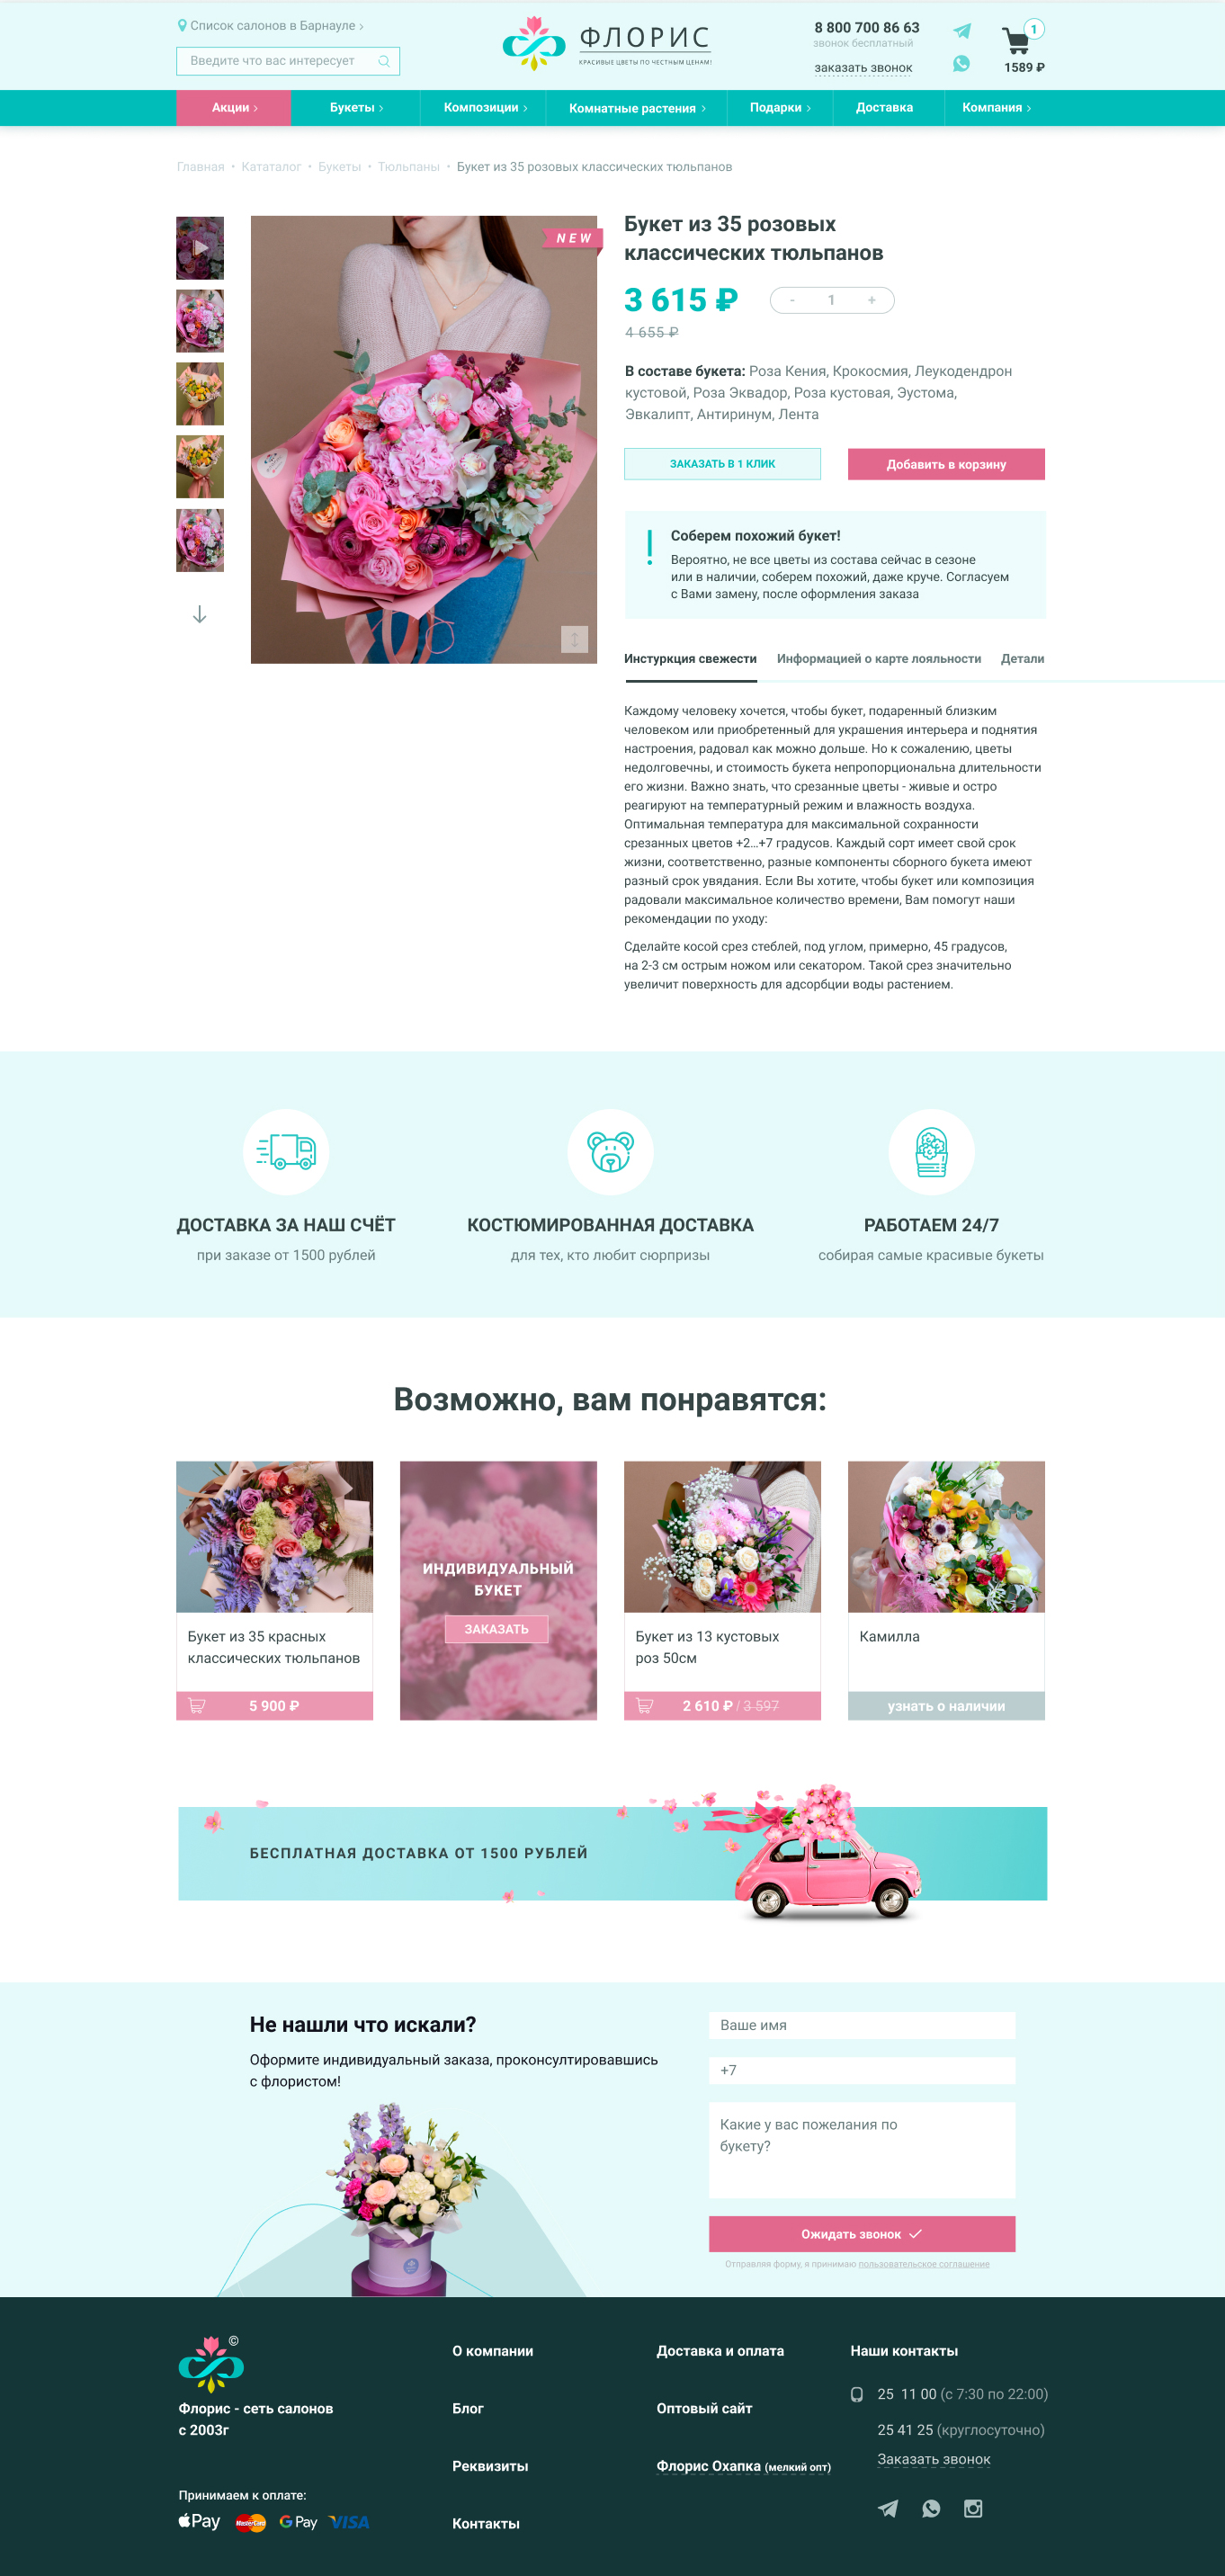 Список салонов в Барнауле
Введите что вас интересует
ФЛОРИС
КРАСИВЫЕ ЦВЕТЫ ПО ЧЕСТНЫМ ЦЕНАМ!
8 800 700 86 63
звонок бесплатный
заказать звонок
1
1589 ₽
Акции
Букеты
Композиции
Комнатные растения
Подарки
Доставка
Компания
Главная • Кататалог • Букеты • Тюльпаны • Букет из 35 розовых классических тюльпанов
NEW
Букет из 35 розовых
классических тюльпанов
3 615 ₽
- 1 +
4 655 ₽
В составе букета: Роза Кения, Крокосмия, Леукодендрон
кустовой, Роза Эквадор, Роза кустовая, Эустома,
Эвкалипт, Антиринум, Лента
ЗАКАЗАТЬ В 1 КЛИК
Добавить в корзину
Соберем похожий букет!
Вероятно, не все цветы из состава сейчас в сезоне
или в наличии, соберем похожий, даже круче. Согласуем
с Вами замену, после оформления заказа
Инстуркция свежести
Информацией о карте лояльности
Детали
Каждому человеку хочется, чтобы букет, подаренный близким
человеком или приобретенный для украшения интерьера и поднятия
настроения, радовал как можно дольше. Но к сожалению, цветы
недолговечны, и стоимость букета непропорциональна длительности
его жизни. Важно знать, что срезанные цветы - живые и остро
реагируют на температурный режим и влажность воздуха.
Оптимальная температура для максимальной сохранности
срезанных цветов +2...+7 градусов. Каждый сорт имеет свой срок
жизни, соответственно, разные компоненты сборного букета имеют
разный срок увядания. Если Вы хотите, чтобы букет или композиция
радовали максимальное количество времени, Вам помогут наши
рекомендации по уходу:
Сделайте косой срез стеблей, под углом, примерно, 45 градусов,
на 2-3 см острым ножом или секатором. Такой срез значительно
увеличит поверхность для адсорбции воды растением.
ДОСТАВКА ЗА НАШ СЧЁТ
при заказе от 1500 рублей
КОСТЮМИРОВАННАЯ ДОСТАВКА
для тех, кто любит сюрпризы
РАБОТАЕМ 24/7
собирая самые красивые букеты
Возможно, вам понравятся:
Букет из 35 красных
классических тюльпанов
5 900 ₽
ИНДИВИДУАЛЬНЫЙ
БУКЕТ
ЗАКАЗАТЬ
Букет из 13 кустовых
роз 50см
2 610 ₽ / 3 597
Камилла
узнать о наличии
БЕСПЛАТНАЯ ДОСТАВКА ОТ 1500 РУБЛЕЙ
Не нашли что искали?
Оформите индивидуальный заказа, проконсултировавшись
с флористом!
Ваше имя
+7
Какие у вас пожелания по
букету?
Ожидать звонок
Отправляя форму, я принимаю пользовательское соглашение
©
Флорис - сеть салонов
с 2003г
Принимаем к оплате:
Pay
MasterCard
G Pay
VISA
О компании
Блог
Реквизиты
Контакты
Доставка и оплата
Оптовый сайт
Флорис Охапка (мелкий опт)
Наши контакты
25 11 00 (с 7:30 по 22:00)
25 41 25 (круглосуточно)
Заказать звонок